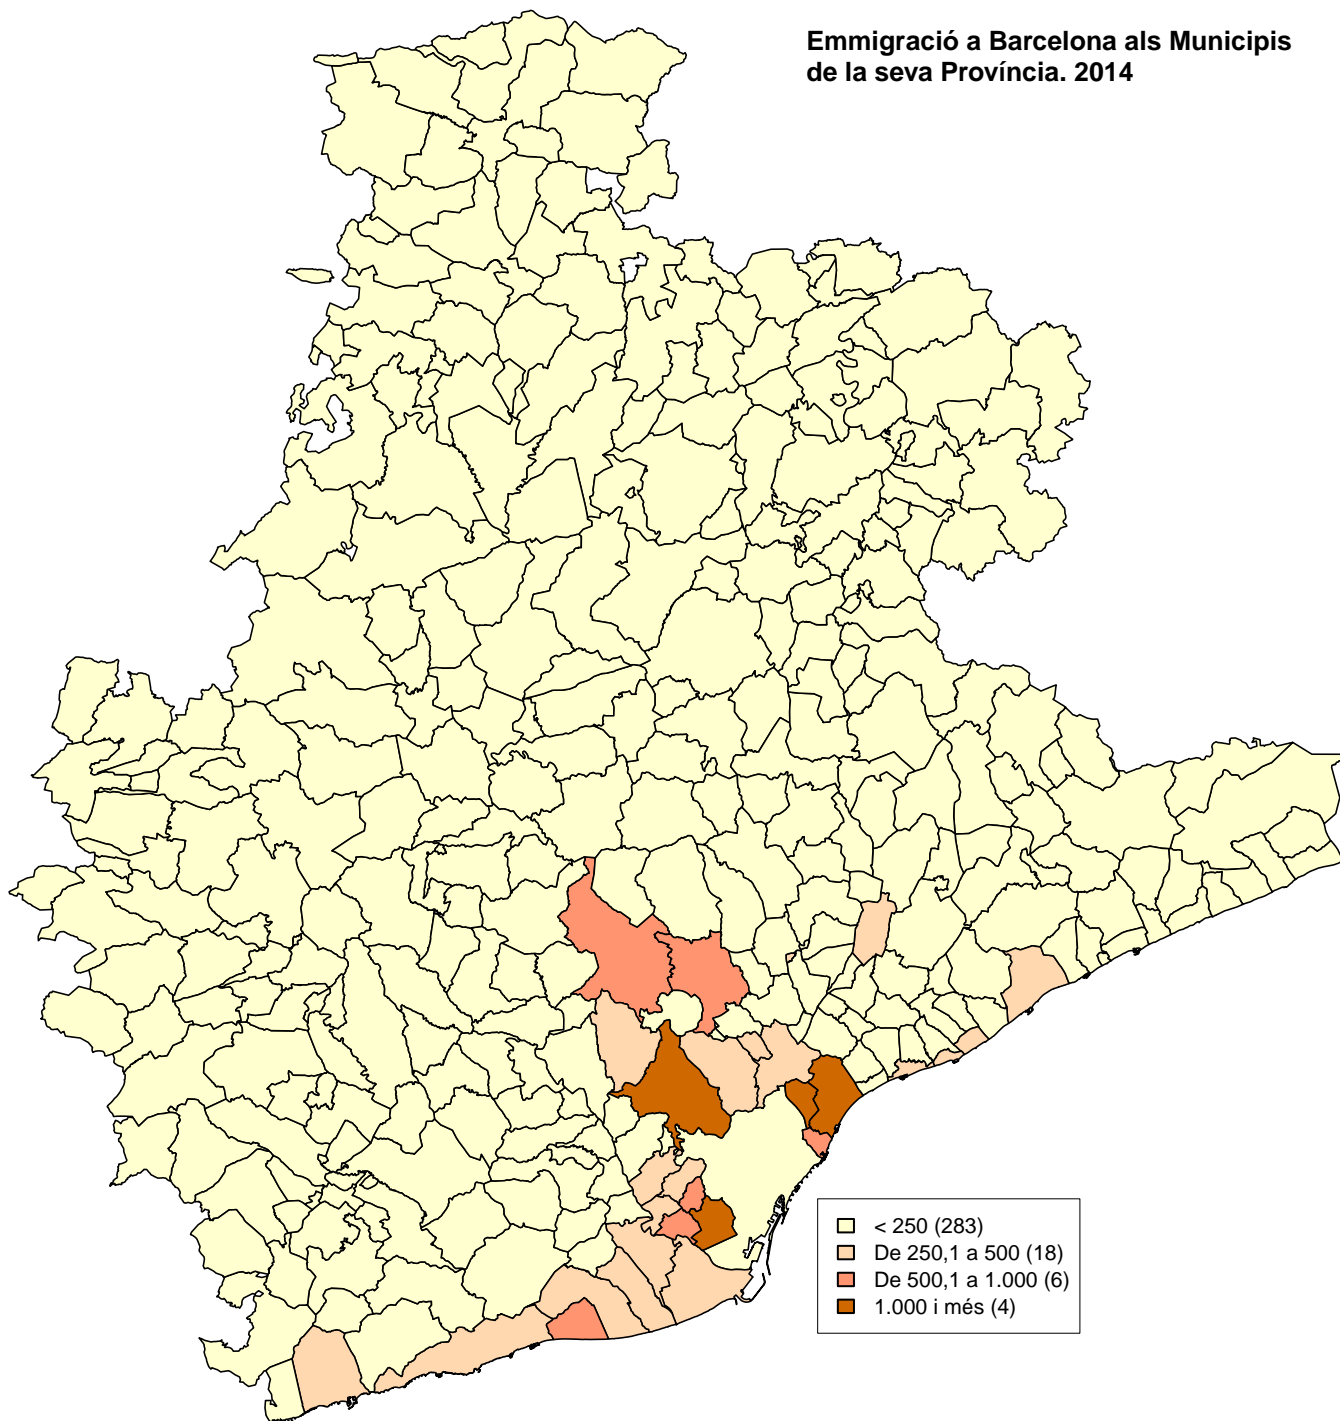 Emmigració a Barcelona als Municipis
de la seva Província. 2014
< 250 (283)
De 250,1 a 500 (18)
De 500,1 a 1.000 (6)
1.000 i més (4)